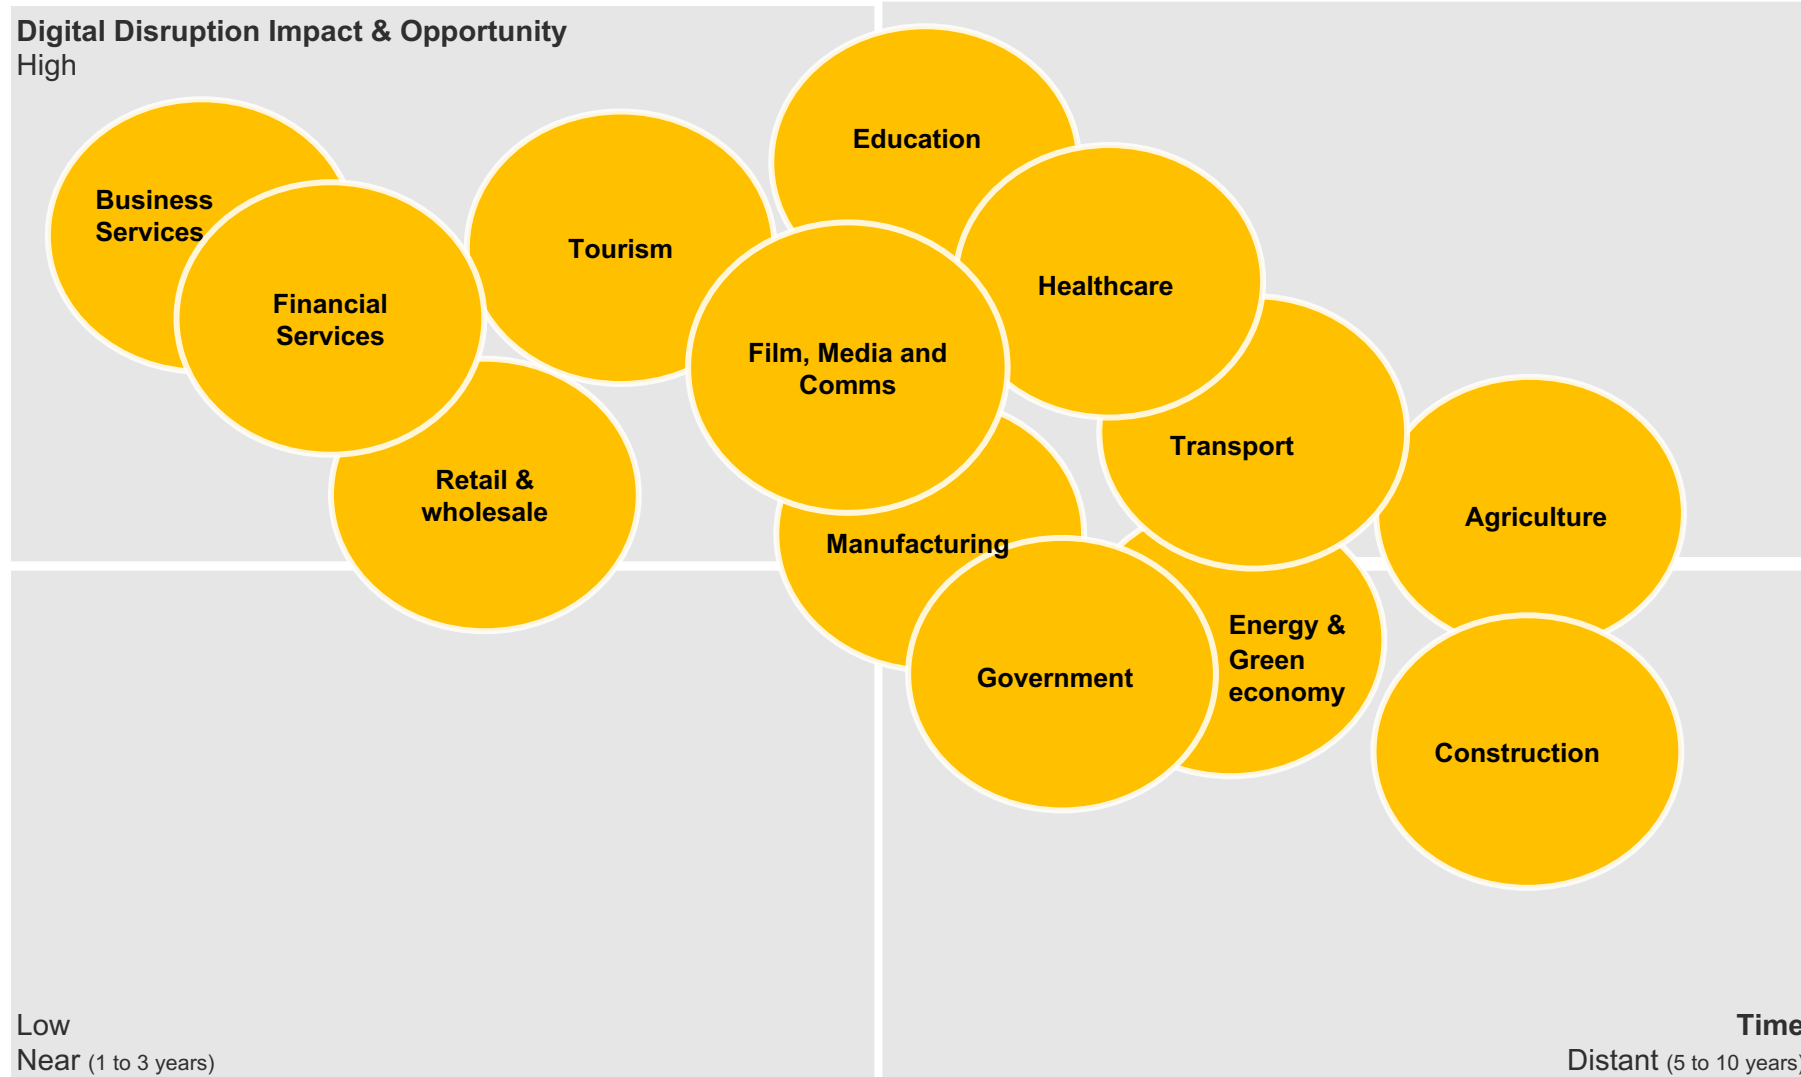 Digital Disruption Impact & Opportunity
High
Education
Business
Services
Tourism
Healthcare
Financial
Services
Film, Media and
Comms
Transport
Retail &
wholesale
Agriculture
Manufacturing
Energy &
Green
economy
Government
Construction
Low
Time
Near (1 to 3 years)
Distant (5 to 10 years)